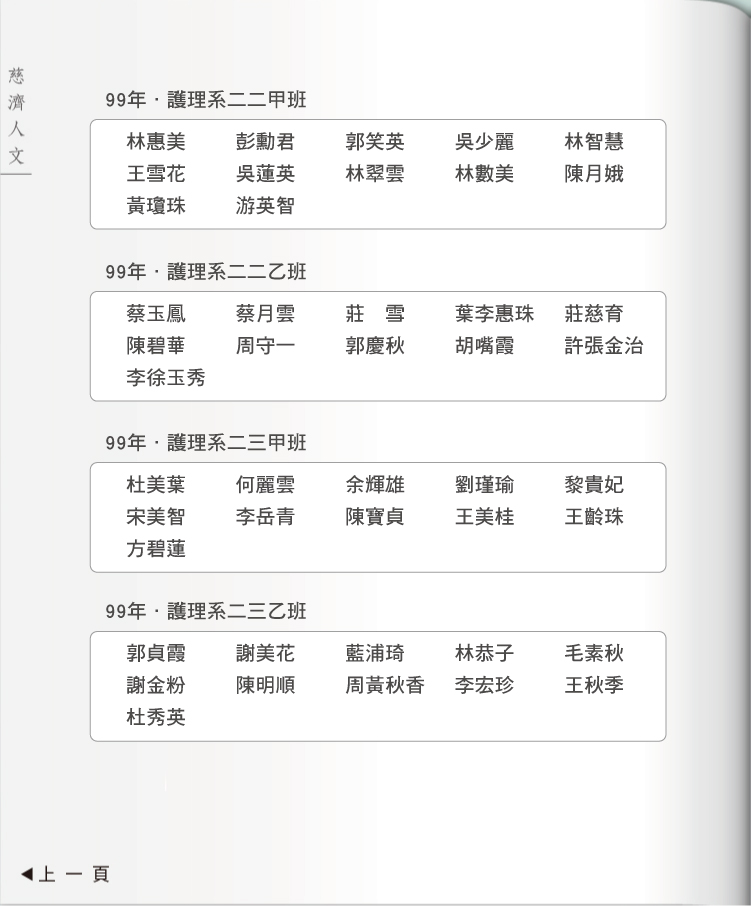 慈濟人文
99年．護理系二二甲班
林惠美 彭勳君 郭笑英 吳少麗 林智慧
王雪花 吳蓮英 林翠雲 林數美 陳月娥
黃瓊珠 游英智
99年．護理系二二乙班
蔡玉鳳 蔡月雲 莊　雪 葉李惠珠 莊慈育
陳碧華 周守一 郭慶秋 胡嘴霞 許張金治
李徐玉秀
99年．護理系二三甲班
杜美葉 何麗雲 余輝雄 劉瑾瑜 黎貴妃
宋美智 李岳青 陳寶貞 王美桂 王齡珠
方碧蓮
99年．護理系二三乙班
郭貞霞 謝美花 藍浦琦 林恭子 毛素秋
謝金粉 陳明順 周黃秋香 李宏珍 王秋季
杜秀英
◀上一頁